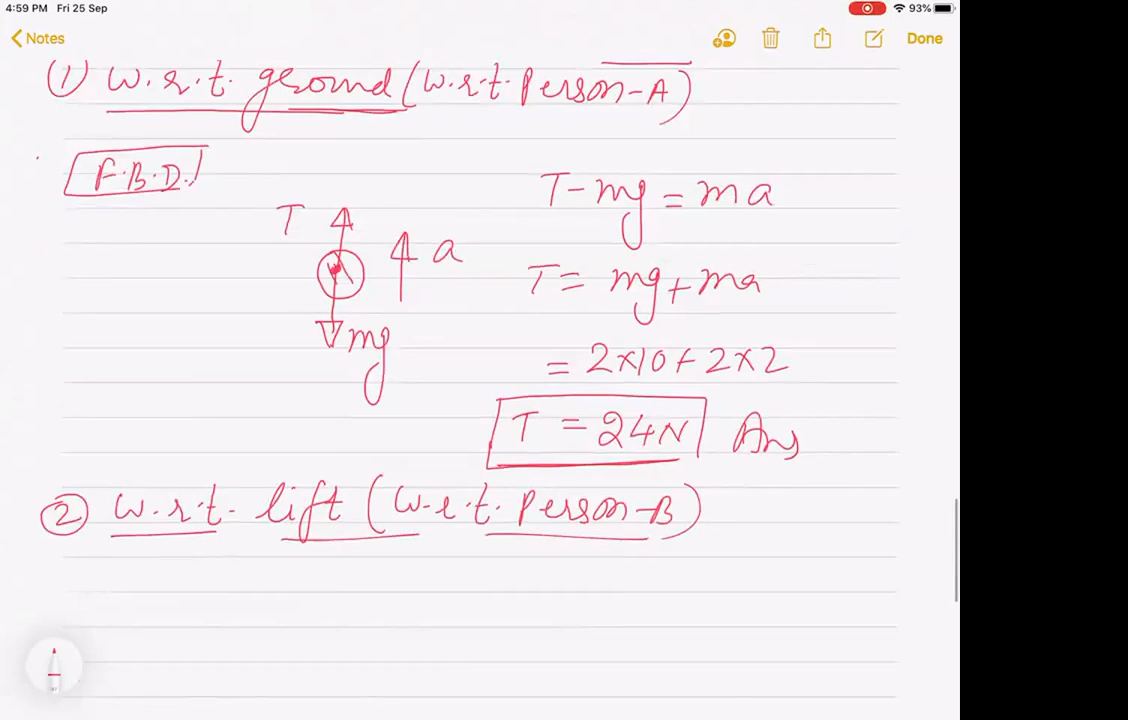 4:59 PM Fri 25 Sep
93%
Notes
Done
(1) W.r.t. ground (W.r.t. Person-A)
F.B.D.
T
a
mg
T - mg = ma
T = mg + ma
= 2×10 + 2×2
T = 24N Ans
② W.r.t. lift (W.r.t. Person-B)